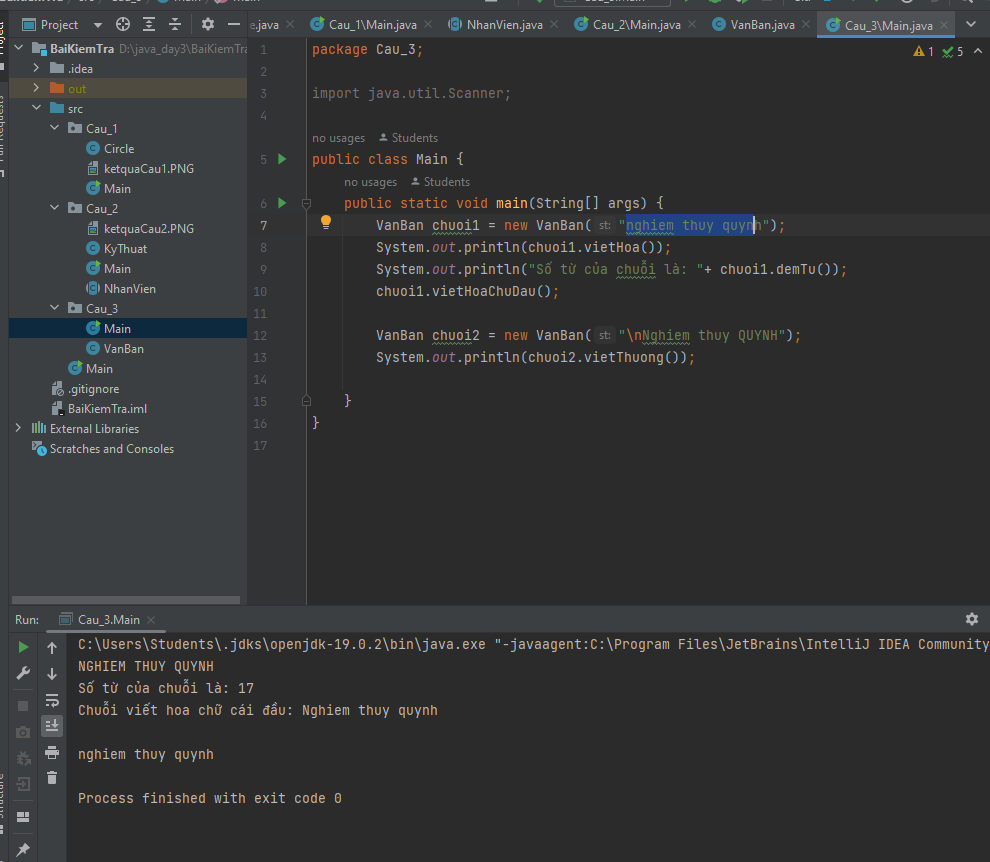 Project
e.java
Cau_1\Main.java
NhanVien.java
Cau_2\Main.java
VanBan.java
Cau_3\Main.java
BaiKiemTra D:\java_day3\BaiKiemTra
.idea
out
src
Cau_1
Circle
ketquaCau1.PNG
Main
Cau_2
ketquaCau2.PNG
KyThuat
Main
NhanVien
Cau_3
Main
VanBan
Main
.gitignore
BaiKiemTra.iml
External Libraries
Scratches and Consoles
1 package Cau_3;
2
3 import java.util.Scanner;
4
no usages Students
5 public class Main {
no usages Students
6 public static void main(String[] args) {
7 VanBan chuoi1 = new VanBan( st: "nghiem thuy quynh");
8 System.out.println(chuoi1.vietHoa());
9 System.out.println("Số từ của chuỗi là: "+ chuoi1.demTu());
10 chuoi1.vietHoaChuDau();
11
12 VanBan chuoi2 = new VanBan( st: "\nNghiem thuy QUYNH");
13 System.out.println(chuoi2.vietThuong());
14
15 }
16 }
17
1 5
Run: Cau_3.Main
C:\Users\Students\.jdks\openjdk-19.0.2\bin\java.exe "-javaagent:C:\Program Files\JetBrains\IntelliJ IDEA Community
NGHIEM THUY QUYNH
Số từ của chuỗi là: 17
Chuỗi viết hoa chữ cái đầu: Nghiem thuy quynh
nghiem thuy quynh
Process finished with exit code 0